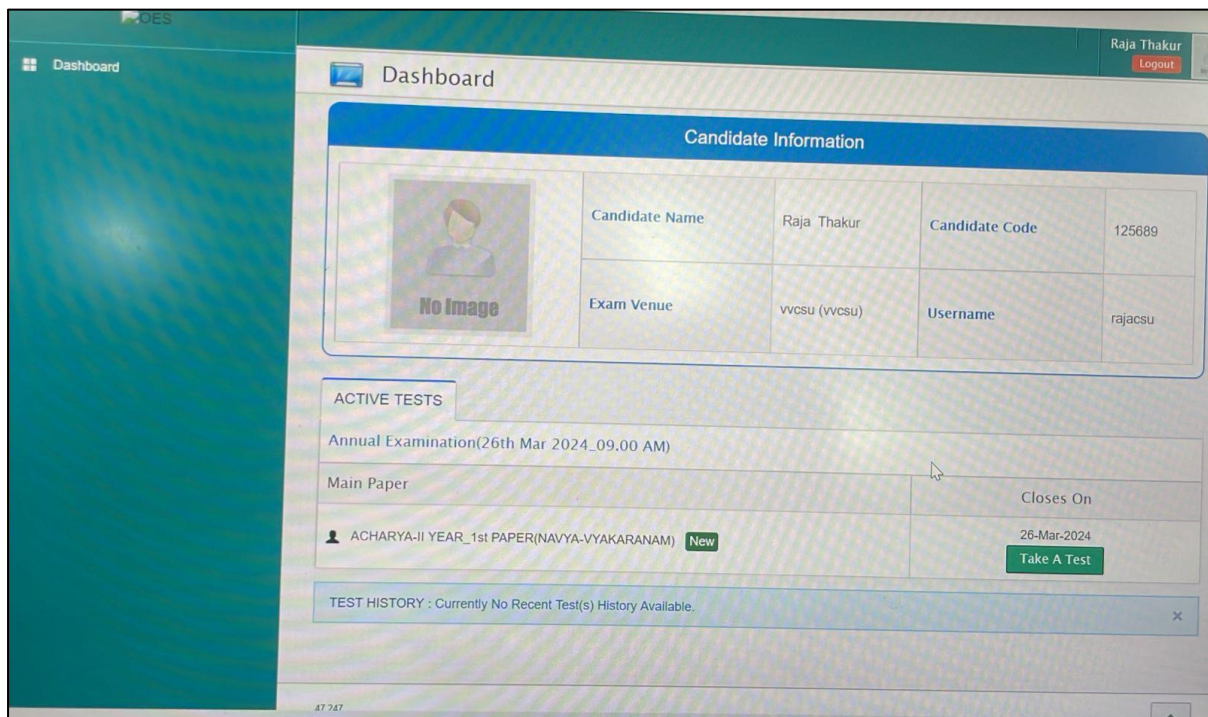 OES
Raja Thakur
Logout
Dashboard
Dashboard
Candidate Information
No Image
Candidate Name
Raja Thakur
Candidate Code
125689
Exam Venue
vvcsu (vvcsu)
Username
rajacsu
ACTIVE TESTS
Annual Examination(26th Mar 2024_09.00 AM)
Main Paper
Closes On
ACHARYA-II YEAR_1st PAPER(NAVYA-VYAKARANAM) New
26-Mar-2024
Take A Test
TEST HISTORY : Currently No Recent Test(s) History Available.
×